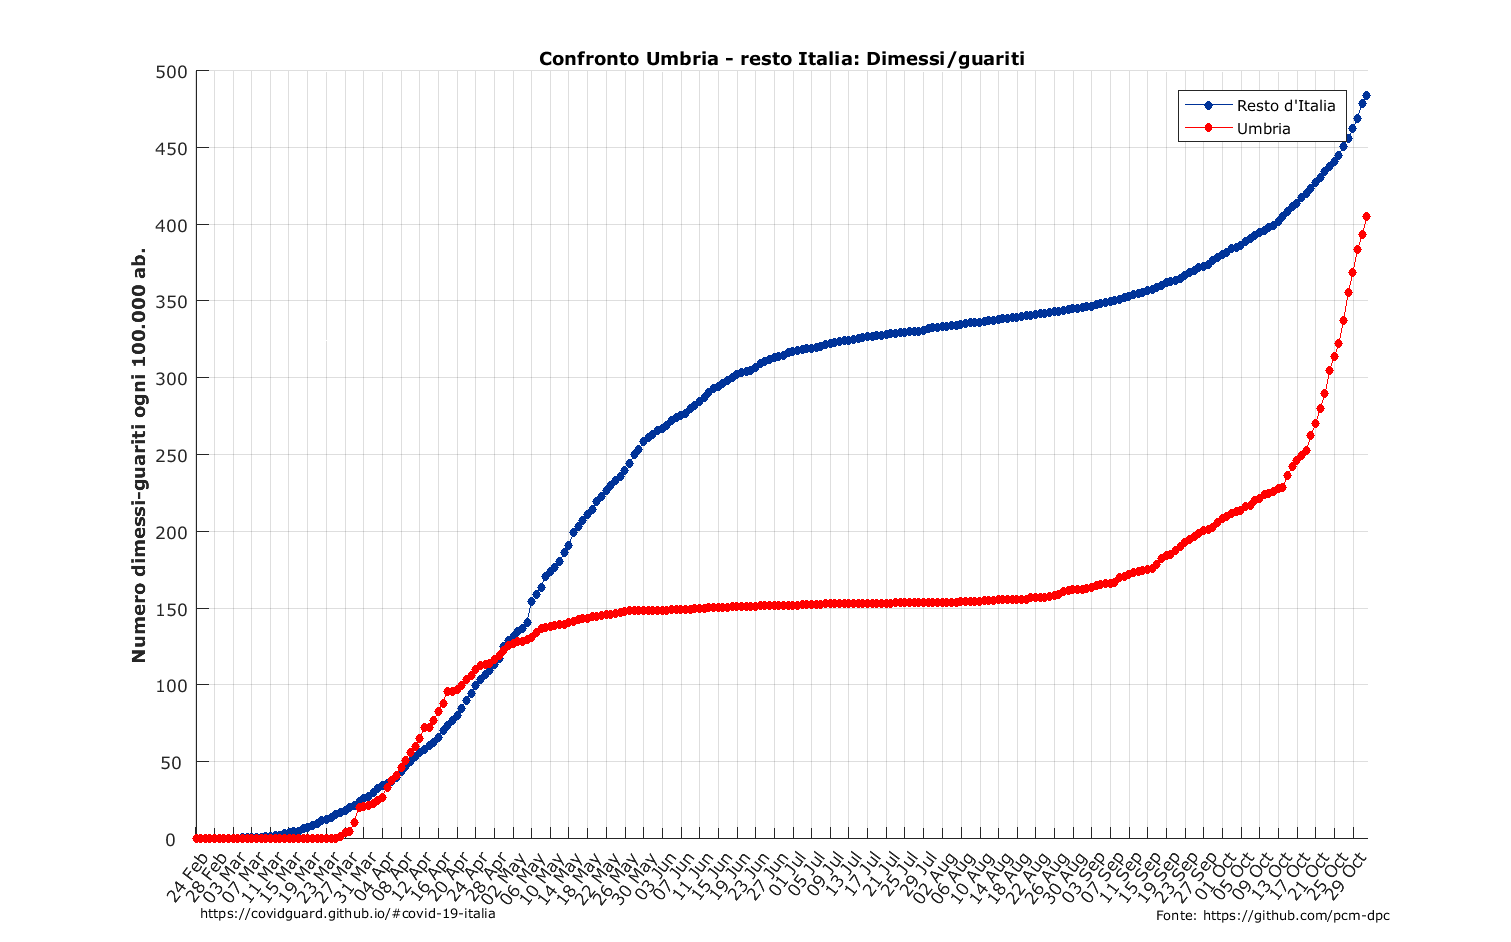 Confronto Umbria - resto Italia: Dimessi/guariti
Resto d'Italia
Umbria
Numero dimessi-guariti ogni 100.000 ab.
500
450
400
350
300
250
200
150
100
50
0
24 Feb
28 Feb
03 Mar
07 Mar
11 Mar
15 Mar
19 Mar
23 Mar
27 Mar
31 Mar
04 Apr
08 Apr
12 Apr
16 Apr
20 Apr
24 Apr
28 Apr
02 May
06 May
10 May
14 May
18 May
22 May
26 May
30 May
03 Jun
07 Jun
11 Jun
15 Jun
19 Jun
23 Jun
27 Jun
01 Jul
05 Jul
09 Jul
13 Jul
17 Jul
21 Jul
25 Jul
29 Jul
02 Aug
06 Aug
10 Aug
14 Aug
18 Aug
22 Aug
26 Aug
30 Aug
03 Sep
07 Sep
11 Sep
15 Sep
19 Sep
23 Sep
27 Sep
01 Oct
05 Oct
09 Oct
13 Oct
17 Oct
21 Oct
25 Oct
29 Oct
https://covidguard.github.io/#covid-19-italia
Fonte: https://github.com/pcm-dpc